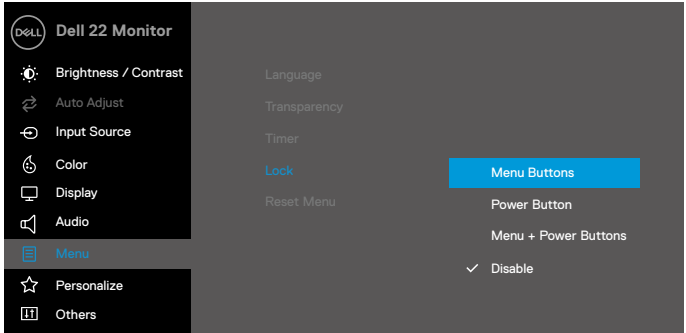 DELL
Dell 22 Monitor
Brightness / Contrast
Auto Adjust
Input Source
Color
Display
Audio
Menu
Personalize
Others
Language
Transparency
Timer
Lock
Reset Menu
Menu Buttons
Power Button
Menu + Power Buttons
Disable